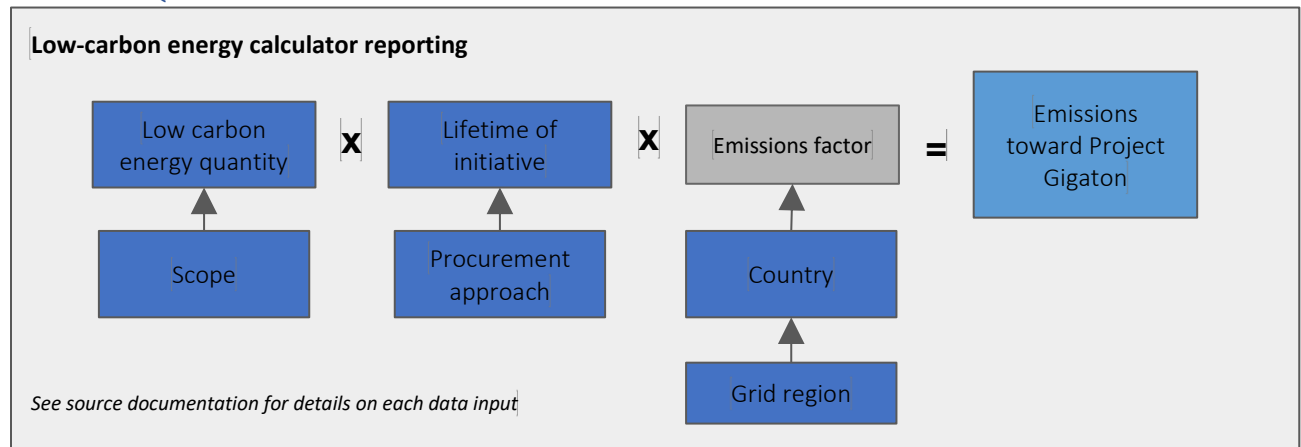 Low-carbon energy calculator reporting
Low carbon
energy quantity
x
Lifetime of
initiative
x
Emissions factor
=
Emissions
toward Project
Gigaton
Scope
Procurement
approach
Country
Grid region
See source documentation for details on each data input